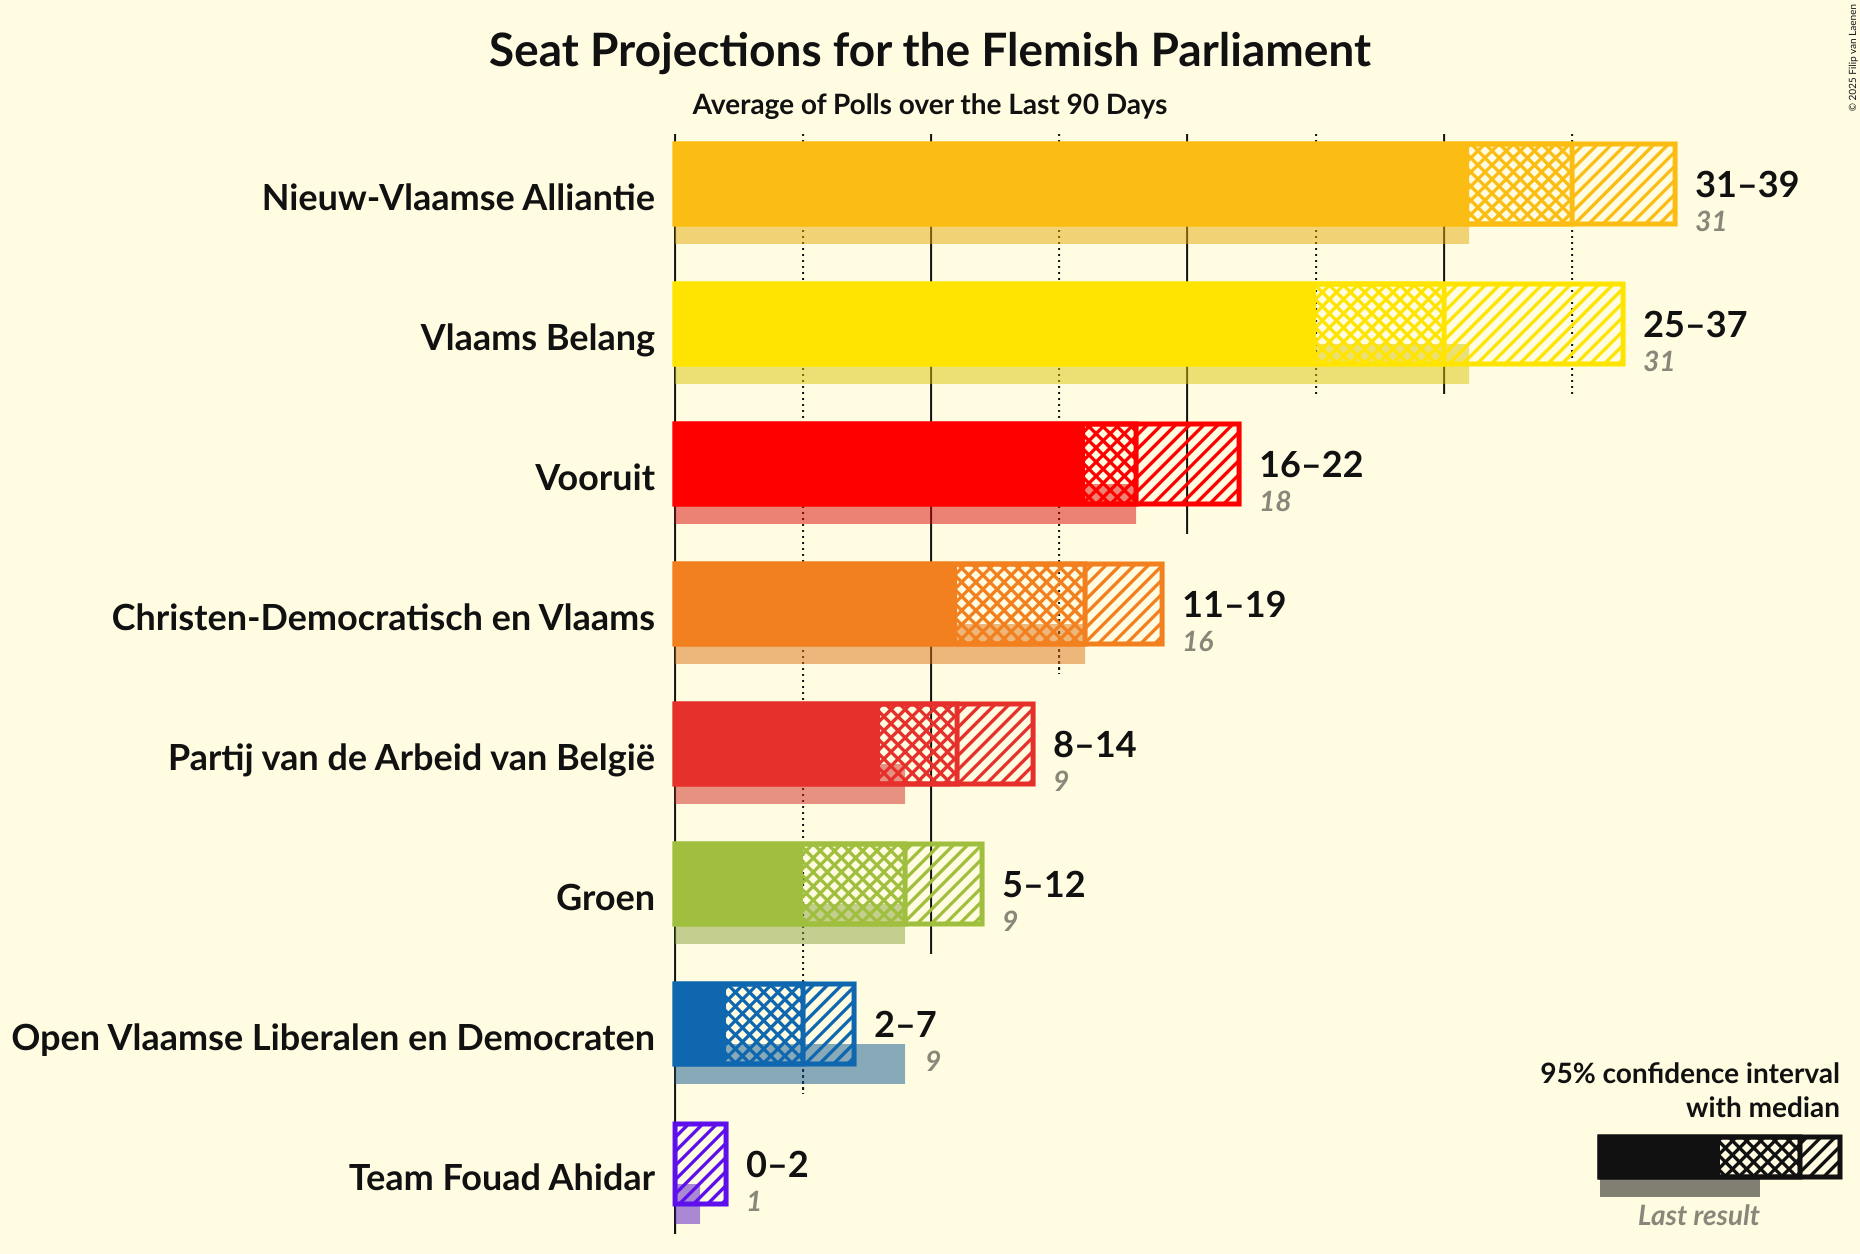 Seat Projections for the Flemish Parliament
Average of Polls over the Last 90 Days
© 2025 Filip van Laenen
Nieuw-Vlaamse Alliantie
31–39
31
Vlaams Belang
25–37
31
Vooruit
16–22
18
Christen-Democratisch en Vlaams
11–19
16
Partij van de Arbeid van België
8–14
9
Groen
5–12
9
Open Vlaamse Liberalen en Democraten
2–7
9
Team Fouad Ahidar
0–2
1
95% confidence interval
with median
Last result